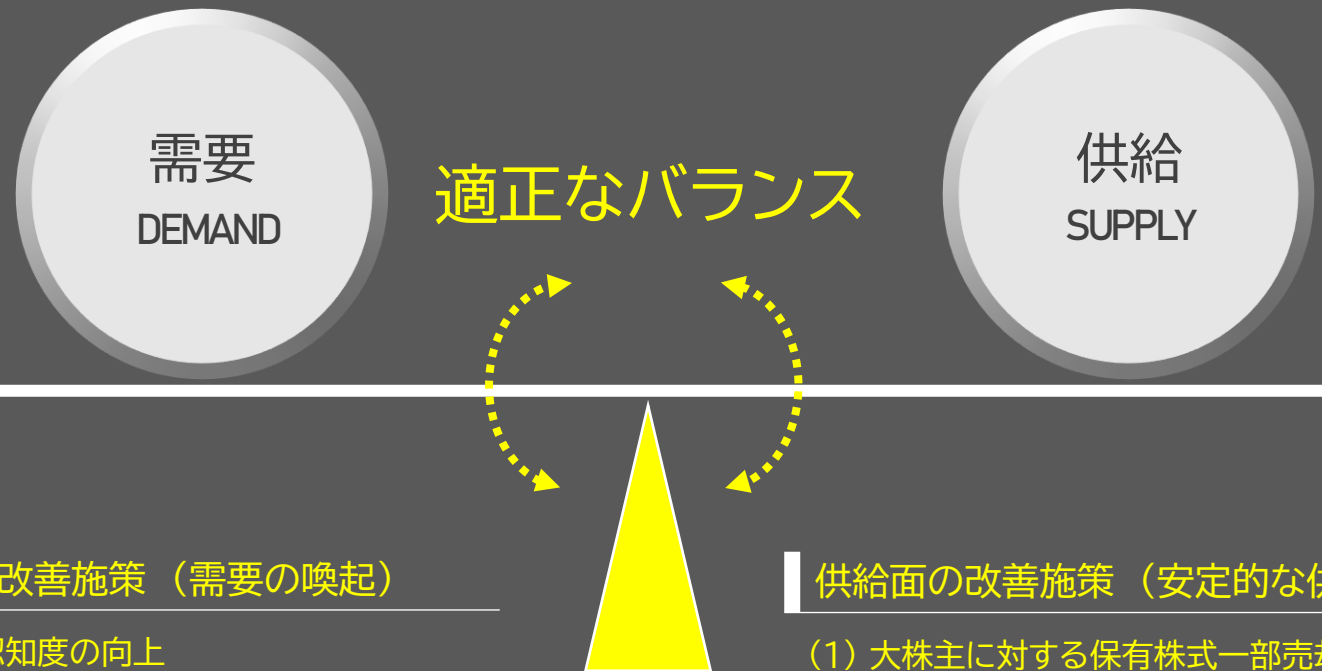 需要
DEMAND
適正なバランス
供給
SUPPLY
改善施策（需要の喚起）
認知度の向上
供給面の改善施策（安定的な供
（1）大株主に対する保有株式一部売却